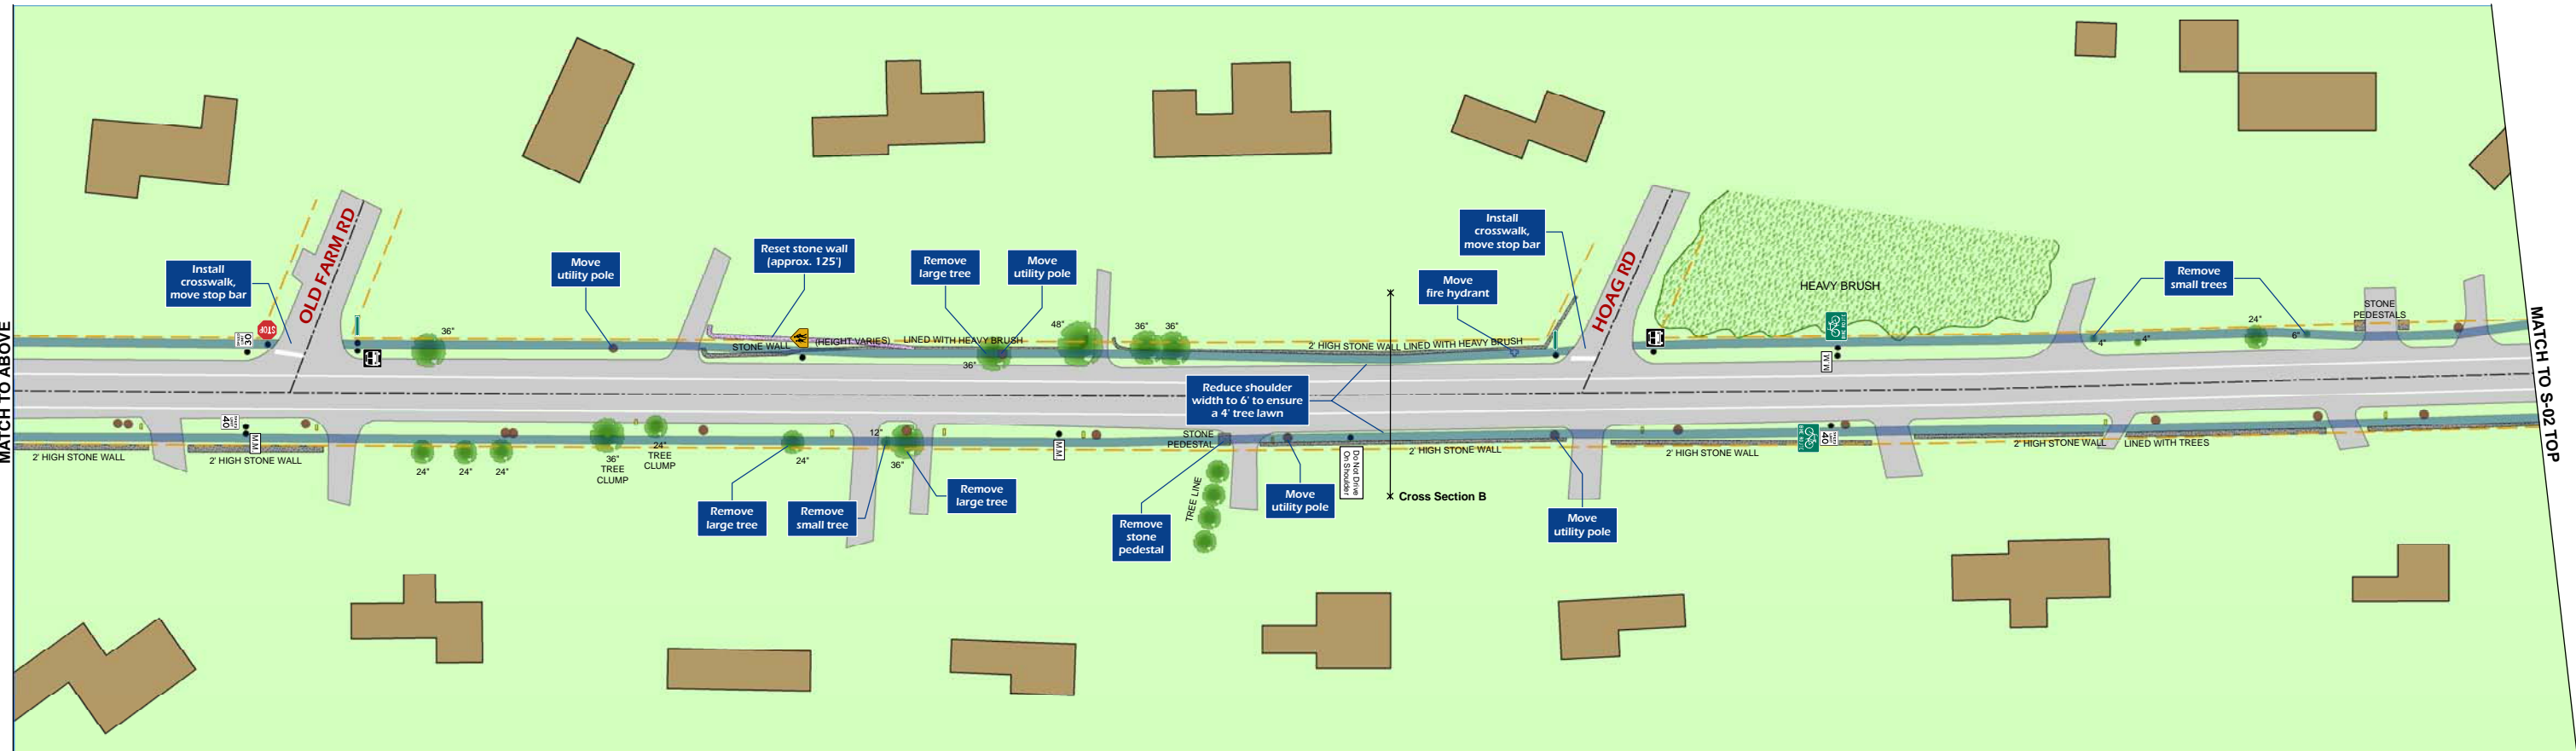 MATCH TO ABOVE
Install
crosswalk,
move stop bar
OLD FARM RD
STOP
30
36"
Move
utility pole
Reset stone wall
(approx. 125')
STONE WALL
(HEIGHT VARIES)
LINED WITH HEAVY BRUSH
Remove
large tree
Move
utility pole
36"
48"
36"
36"
2' HIGH STONE WALL LINED WITH HEAVY BRUSH
Move
fire hydrant
Install
crosswalk,
move stop bar
HOAG RD
HEAVY BRUSH
W.W.
Remove
small trees
4"
4"
24"
6"
STONE
PEDESTALS
MATCH TO S-02 TOP
Reduce shoulder
width to 6' to ensure
a 4' tree lawn
2' HIGH STONE WALL
40
M.M.
2' HIGH STONE WALL
24"
24"
24"
36"
TREE
CLUMP
24"
TREE
CLUMP
24"
Remove
large tree
12"
Remove
small tree
36"
Remove
large tree
M.M.
STONE
PEDESTAL
TREE LINE
Remove
stone
pedestal
Move
utility pole
Do Not Drive
On Shoulder
Cross Section B
2' HIGH STONE WALL
Move
utility pole
2' HIGH STONE WALL
40
2' HIGH STONE WALL
LINED WITH TREES